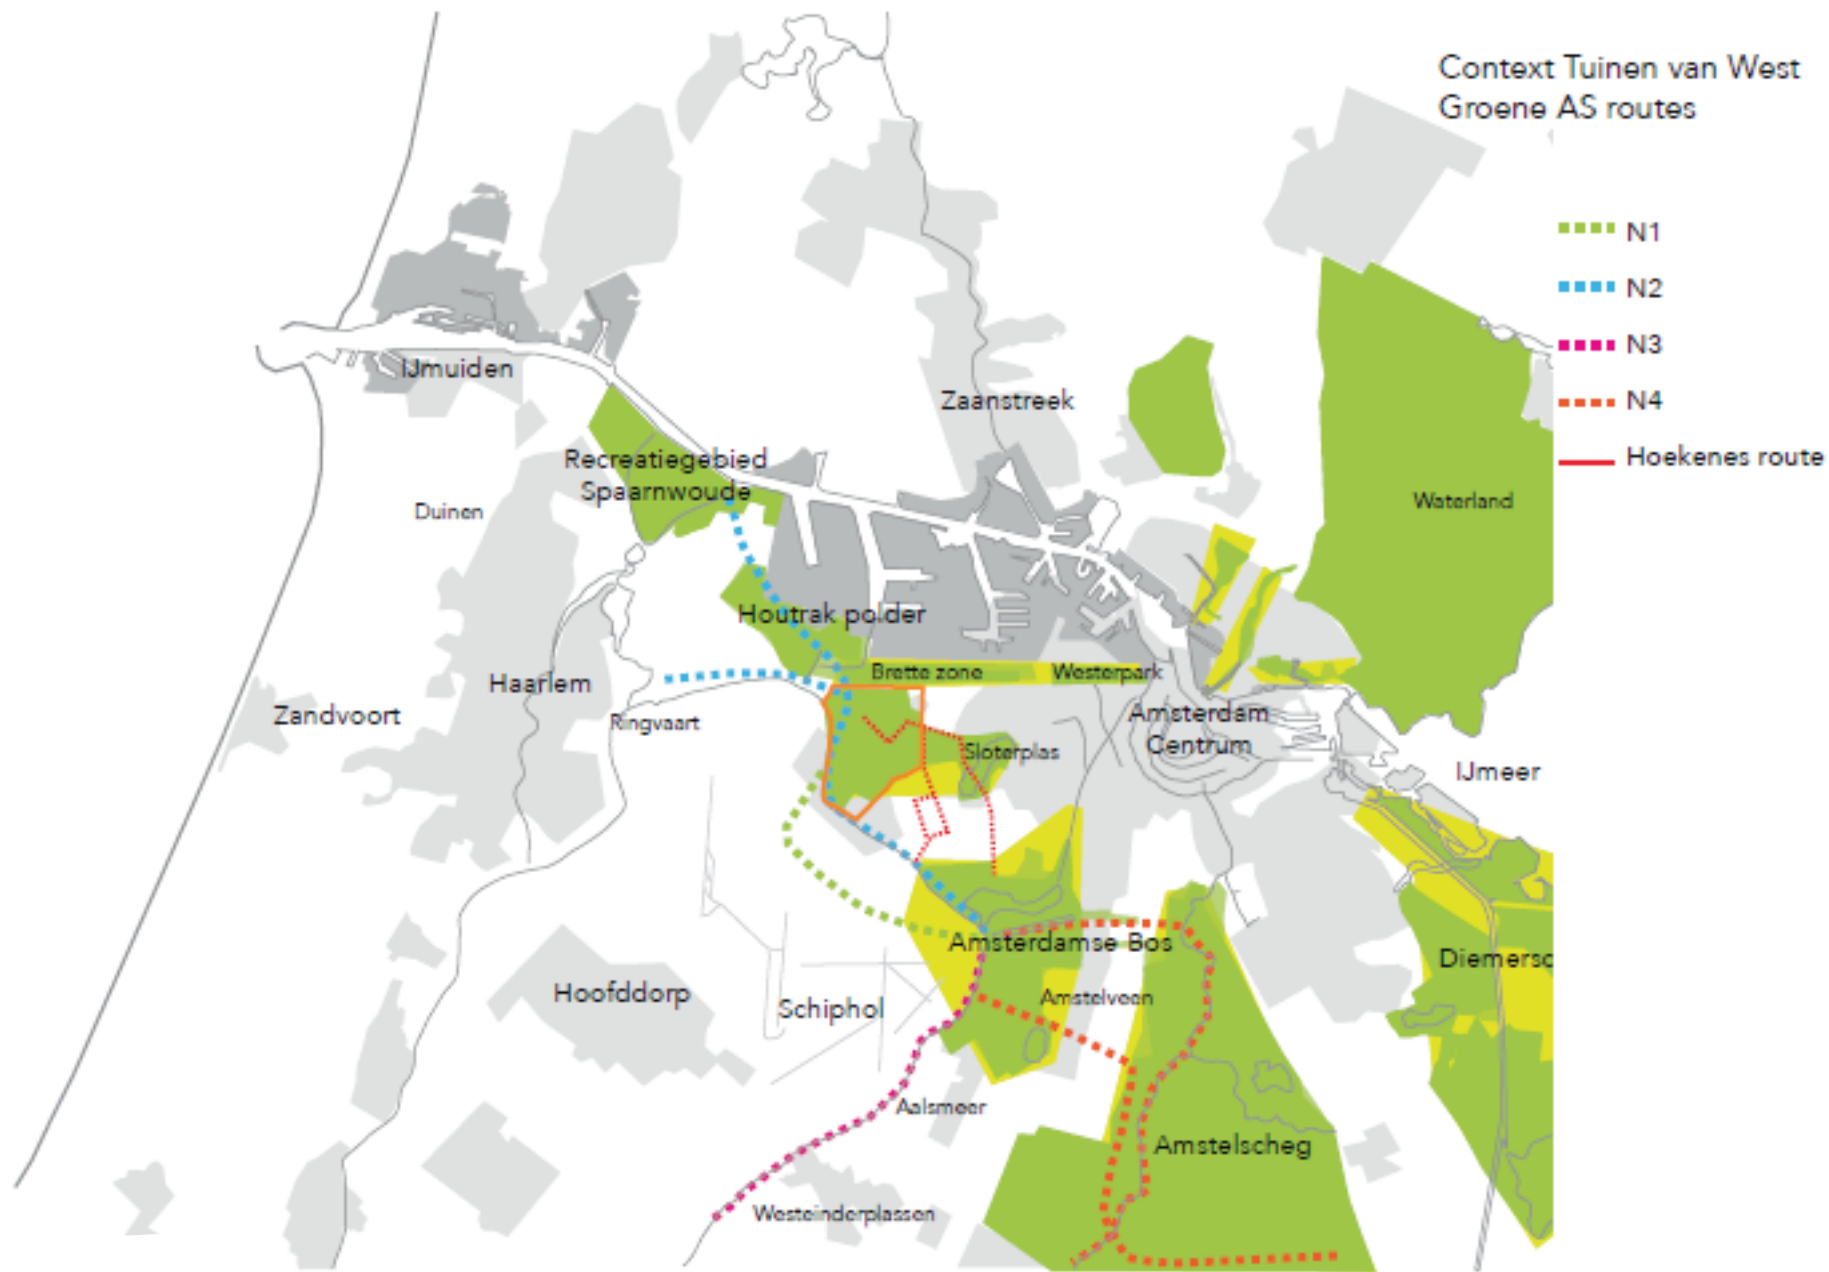 Context Tuinen van West
Groene AS routes
N1
N2
N3
N4
Hoekenes route
IJmuiden
Zaanstreek
Recreatiegebied
Spaarnwoude
Duinen
Waterland
Houtrak polder
Brette zone
Westerpark
Haarlem
Zandvoort
Ringvaart
Amsterdam
Centrum
Sloterplas
IJmeer
Amsterdamse Bos
Diemersc
Hoofddorp
Schiphol
Amstelveen
Aalsmeer
Amstelscheg
Westeinderplassen